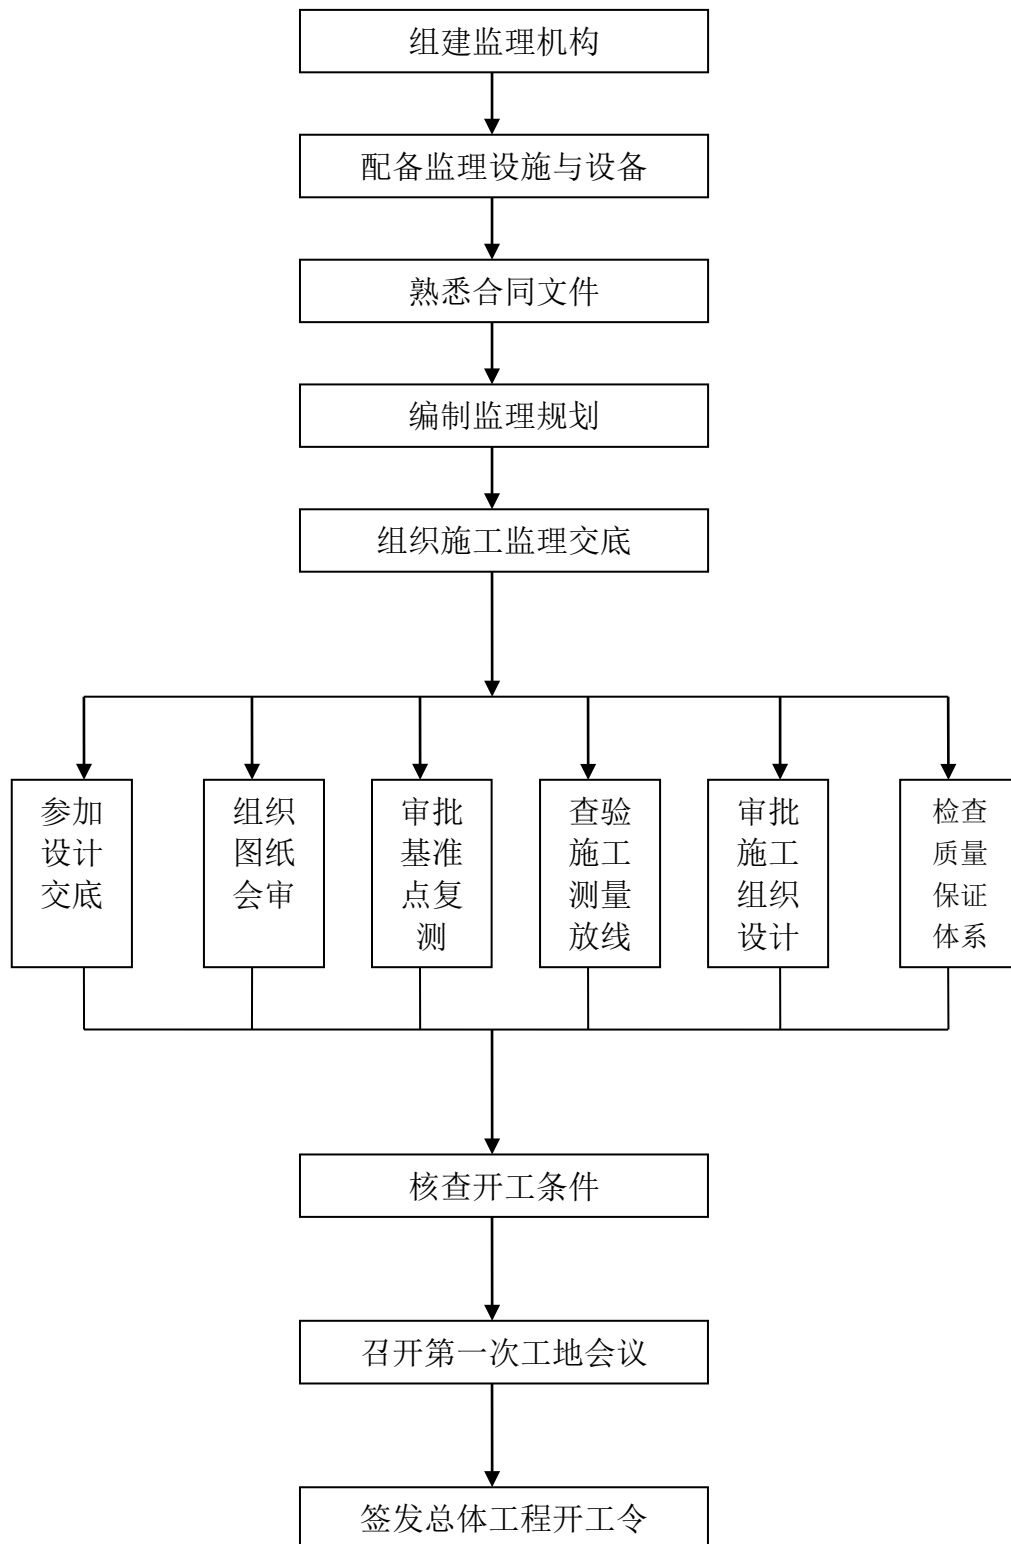 组建监理机构
配备监理设施与设备
熟悉合同文件
编制监理规划
组织施工监理交底
参加
设计
交底
组织
图纸
会审
审批
基准
点复
测
查验
施工
测量
放线
审批
施工
组织
设计
检查
质量
保证
体系
核查开工条件
召开第一次工地会议
签发总体工程开工令